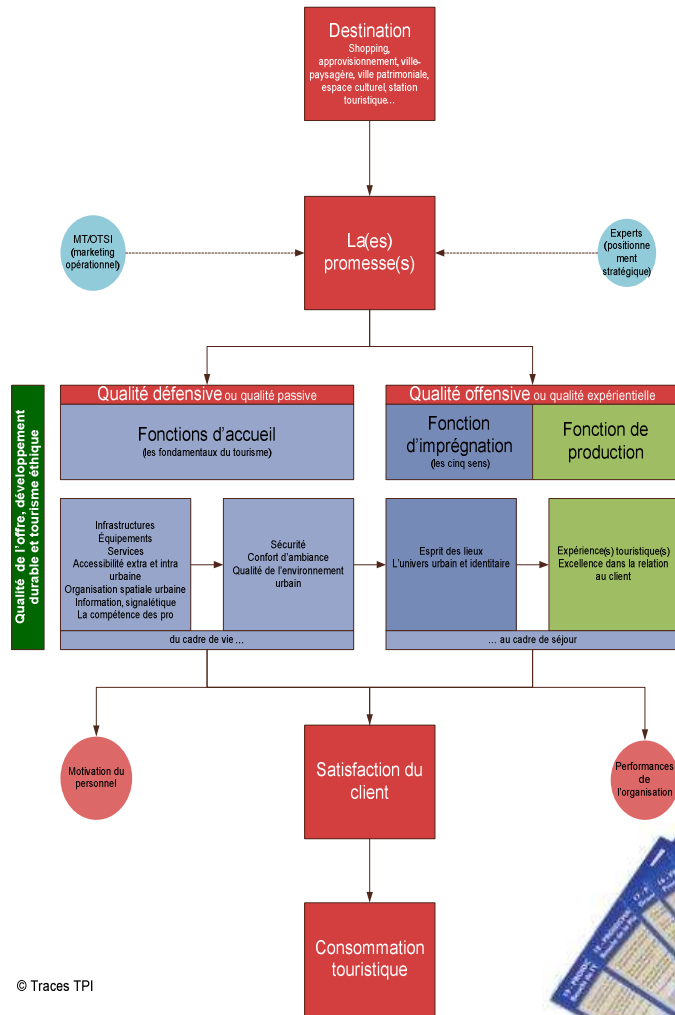 Destination
Shopping,
approvisionnement, ville-
paysagère, ville patrimoniale,
espace culturel, station
touristique...
MT/OTSI
(marketing
opérationnel)
La(es)
promesse(s)
Experts
(positionne
ment
stratégique)
Qualité de l'offre, développement
durable et tourisme éthique
Qualité défensive ou qualité passive
Fonctions d'accueil
(les fondamentaux du tourisme)
Qualité offensive ou qualité expérientielle
Fonction
d'imprégnation
(les cinq sens)
Fonction de
production
Infrastructures
Équipements
Services
Accessibilité extra et intra
urbaine
Organisation spatiale urbaine
Information, signalétique
La compétence des pro
Sécurité
Confort d'ambiance
Qualité de l'environnement
urbain
Esprit des lieux
L'univers urbain et identitaire
Expérience(s) touristique(s)
Excellence dans la relation
au client
du cadre de vie ...
... au cadre de séjour
Motivation du
personnel
Satisfaction du
client
Performances
de
l'organisation
Consommation
touristique
© Traces TPI